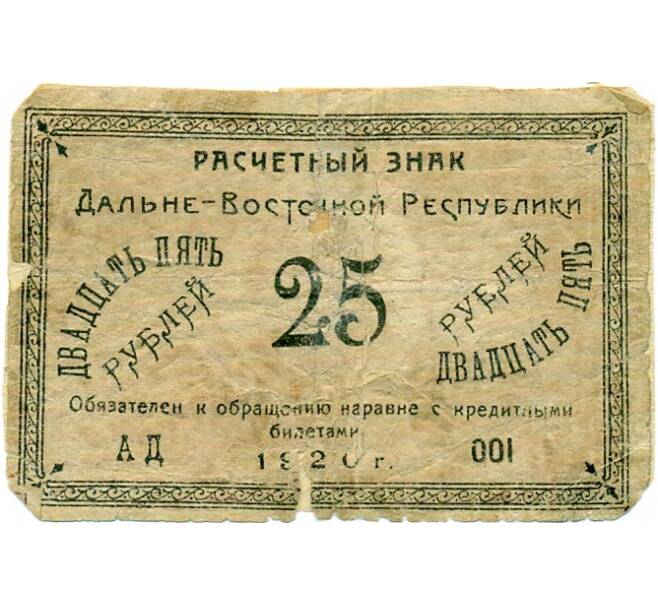 РАСЧЕТНЫЙ ЗНАК
ДАЛЬНЕ-ВОСТОЧНОЙ РЕСПУБЛИКИ
ДВАДЦАТЬ ПЯТЬ
РУБЛЕЙ
25
РУБЛЕЙ
ДВАДЦАТЬ ПЯТЬ
Обязателен к обращению наравне с кредитными
билетами
АД 1920 г. 001